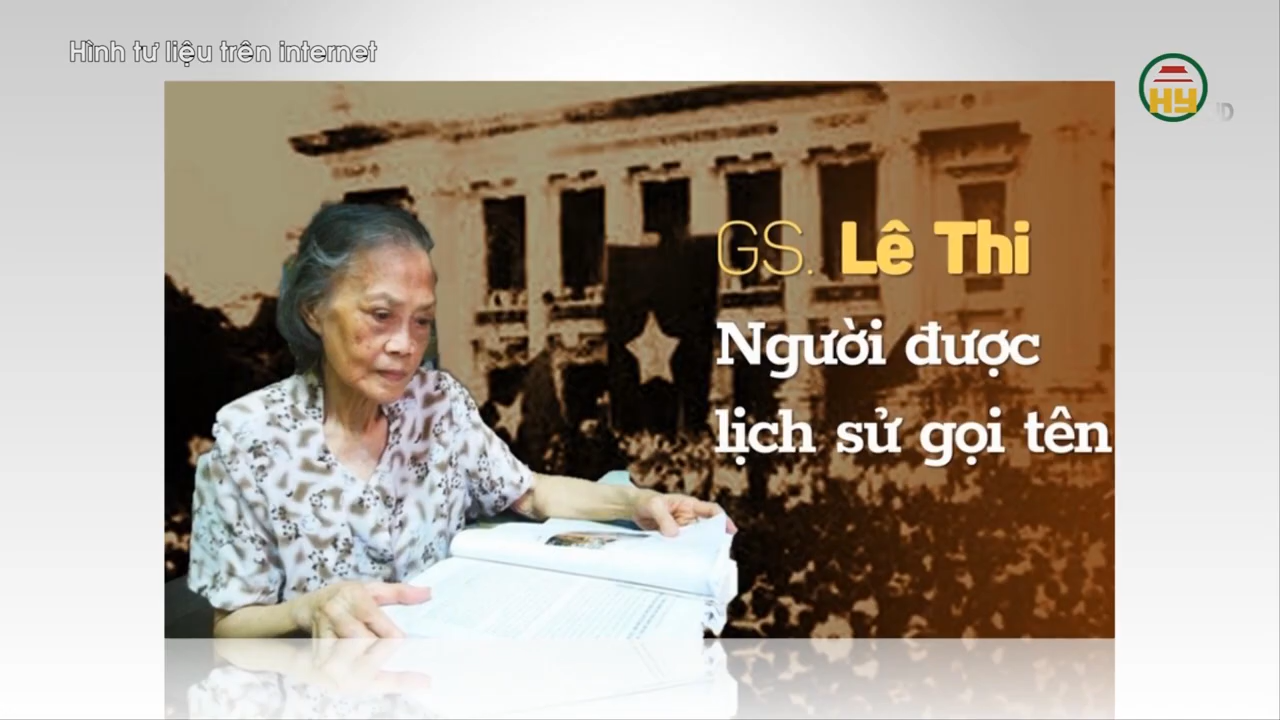 Hình tư liệu trên internet
HY
GS. Lê Thi
Người được
lịch sử gọi tên